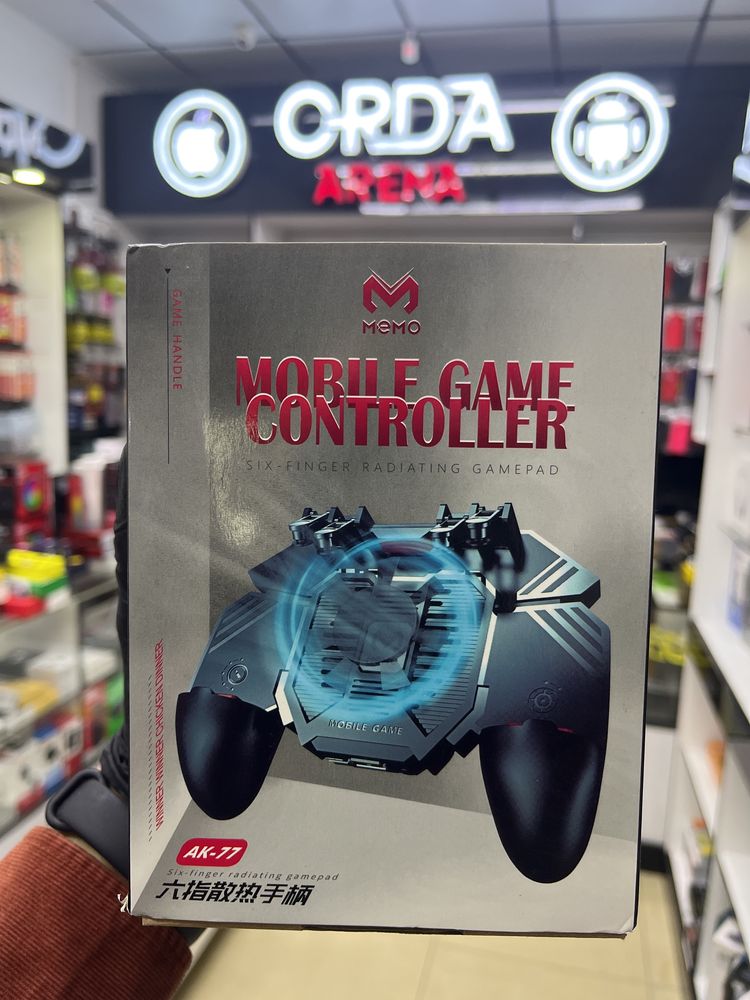 ORDA
ARENA
GAME HANDLE
MEMO
MOBILE GAME
CONTROLLER
SIX-FINGER RADIATING GAMEPAD
MOBILE GAME
WINNER WINNER CHICKEN DINNER
AK-77
Six-finger radiating gamepad
六指散热手柄